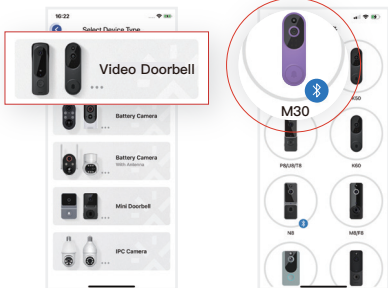 16:22
Select Device Type
Video Doorbell
Battery Camera
Battery Camera
With Antenna
Mini Doorbell
IPC Camera
M30
K50
P8/U8/T8
K60
N8
M8/F8